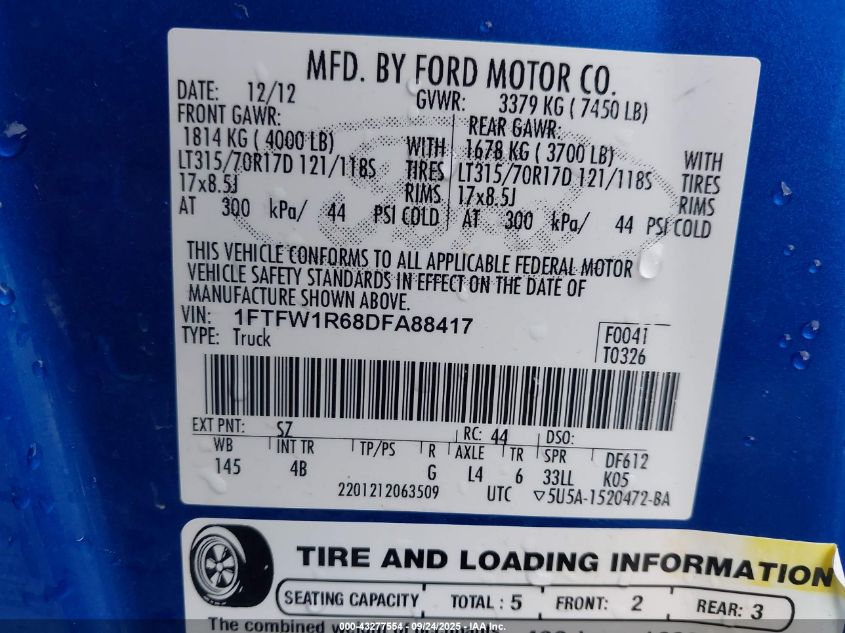 MFD. BY FORD MOTOR CO.
DATE: 12/12 GVWR: 3379 KG ( 7450 LB)
FRONT GAWR: REAR GAWR:
1814 KG ( 4000 LB) WITH 1678 KG ( 3700 LB) WITH
LT315/70R17D 121/118S TIRES LT315/70R17D 121/118S TIRES
17x8.5J RIMS 17x8.5J RIMS
AT 300 kPa/ 44 PSI COLD AT 300 kPa/ 44 PSI COLD
THIS VEHICLE CONFORMS TO ALL APPLICABLE FEDERAL MOTOR
VEHICLE SAFETY STANDARDS IN EFFECT ON THE DATE OF
MANUFACTURE SHOWN ABOVE.
VIN: 1FTFW1R68DFA88417
TYPE: Truck
F0041
T0326
EXT PNT: SZ RC: 44 DSO:
WB INT TR TP/PS R AXLE TR SPR DF612
145 4B G L4 6 33LL K05
2201212063509 UTC ▽5U5A-1520472-BA
TIRE AND LOADING INFORMATION
SEATING CAPACITY TOTAL : 5 FRONT: 2 REAR: 3
The combined
000-43277554 - 09/24/2025 - IAA, Inc.